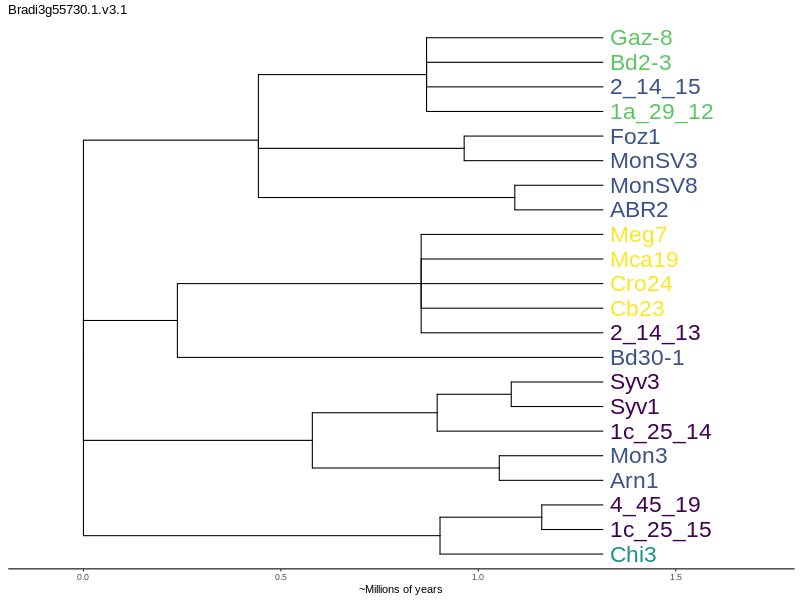 Bradi3g55730.1.v3.1
Gaz-8
Bd2-3
2_14_15
1a_29_12
Foz1
MonSV3
MonSV8
ABR2
Meg7
Mca19
Cro24
Cb23
2_14_13
Bd30-1
Syv3
Syv1
1c_25_14
Mon3
Arn1
4_45_19
1c_25_15
Chi3
0.0 0.5 1.0 1.5
~Millions of years